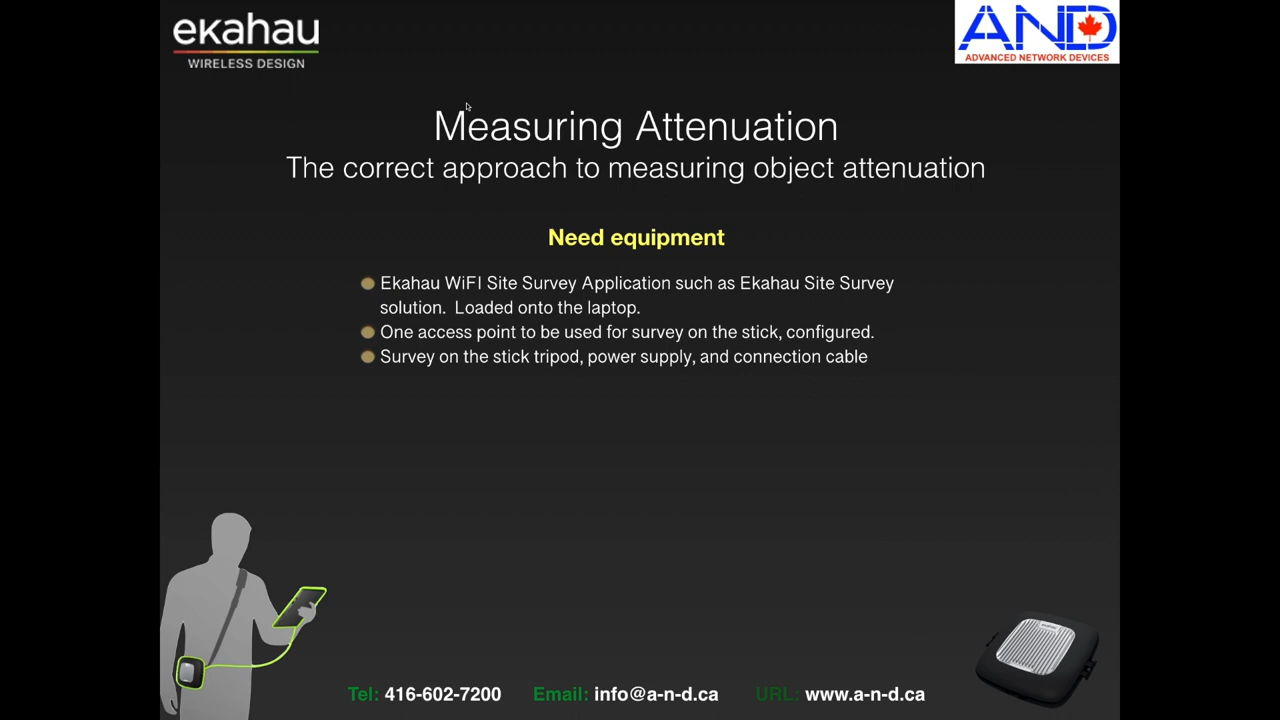 ekahau
WIRELESS DESIGN
AND
ADVANCED NETWORK DEVICES
Measuring Attenuation
The correct approach to measuring object attenuation
Need equipment
Ekahau WiFI Site Survey Application such as Ekahau Site Survey
solution. Loaded onto the laptop.
One access point to be used for survey on the stick, configured.
Survey on the stick tripod, power supply, and connection cable
Tel: 416-602-7200 Email: info@a-n-d.ca URL: www.a-n-d.ca